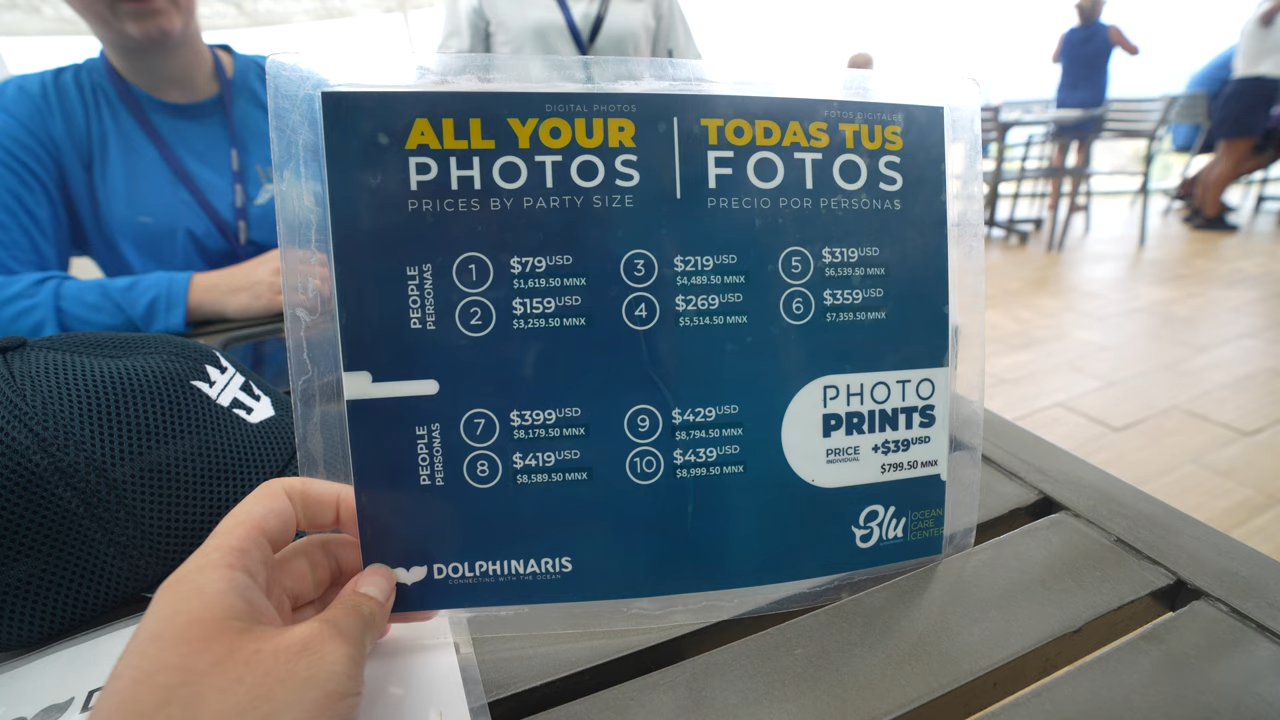 DIGITAL PHOTOS
ALL YOUR
PHOTOS
PRICES BY PARTY SIZE
FOTOS DIGITALES
TODAS TUS
FOTOS
PRECIO POR PERSONAS
PEOPLE
PERSONAS
1 $79USD
$1,619.50 MNX
2 $159USD
$3,259.50 MNX
3 $219USD
$4,489.50 MNX
4 $269USD
$5,514.50 MNX
5 $319USD
$6,539.50 MNX
6 $359USD
$7,359.50 MNX
PEOPLE
PERSONAS
7 $399USD
$8,179.50 MNX
8 $419USD
$8,589.50 MNX
9 $429USD
$8,794.50 MNX
10 $439USD
$8,999.50 MNX
PHOTO
PRINTS
PRICE
INDIVIDUAL
+$39USD
$799.50 MNX
Blu
OCEAN
CARE
CENTER
DOLPHINARIS
CONNECTING WITH THE OCEAN